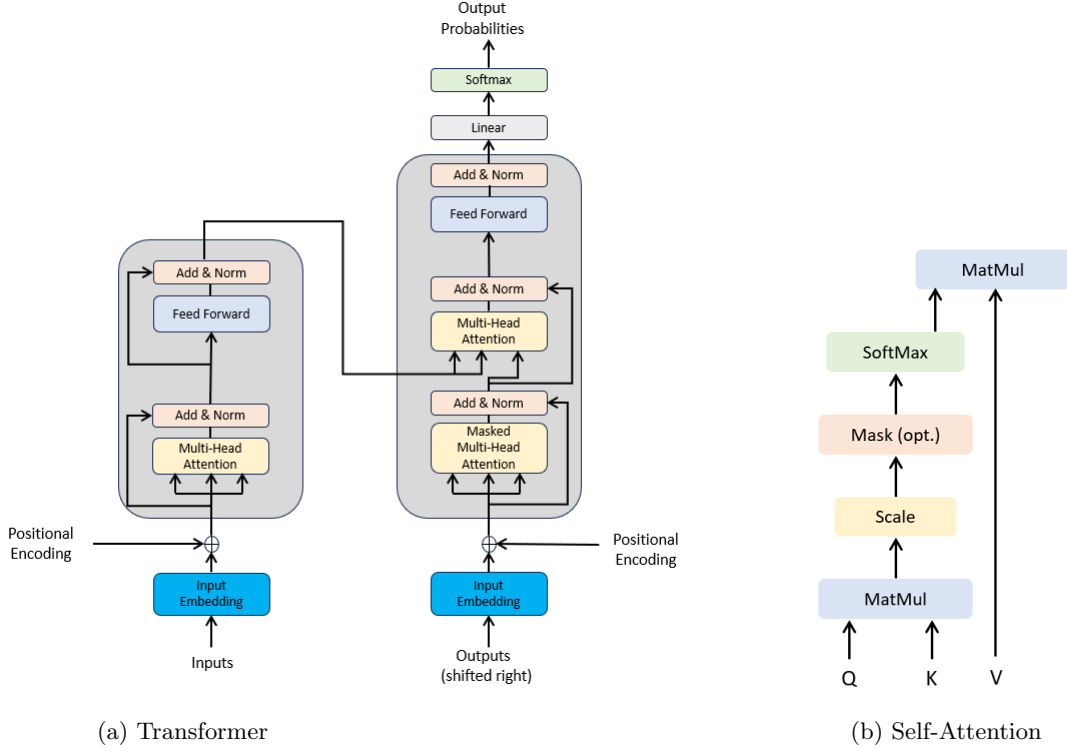 Output
Probabilities
Softmax
Linear
Add & Norm
Feed Forward
Add & Norm
Multi-Head
Attention
Add & Norm
Masked
Multi-Head
Attention
Positional
Encoding
Input
Embedding
Outputs
(shifted right)
Add & Norm
Feed Forward
Add & Norm
Multi-Head
Attention
Positional
Encoding
Input
Embedding
Inputs
(a) Transformer
MatMul
SoftMax
Mask (opt.)
Scale
MatMul
Q K V
(b) Self-Attention